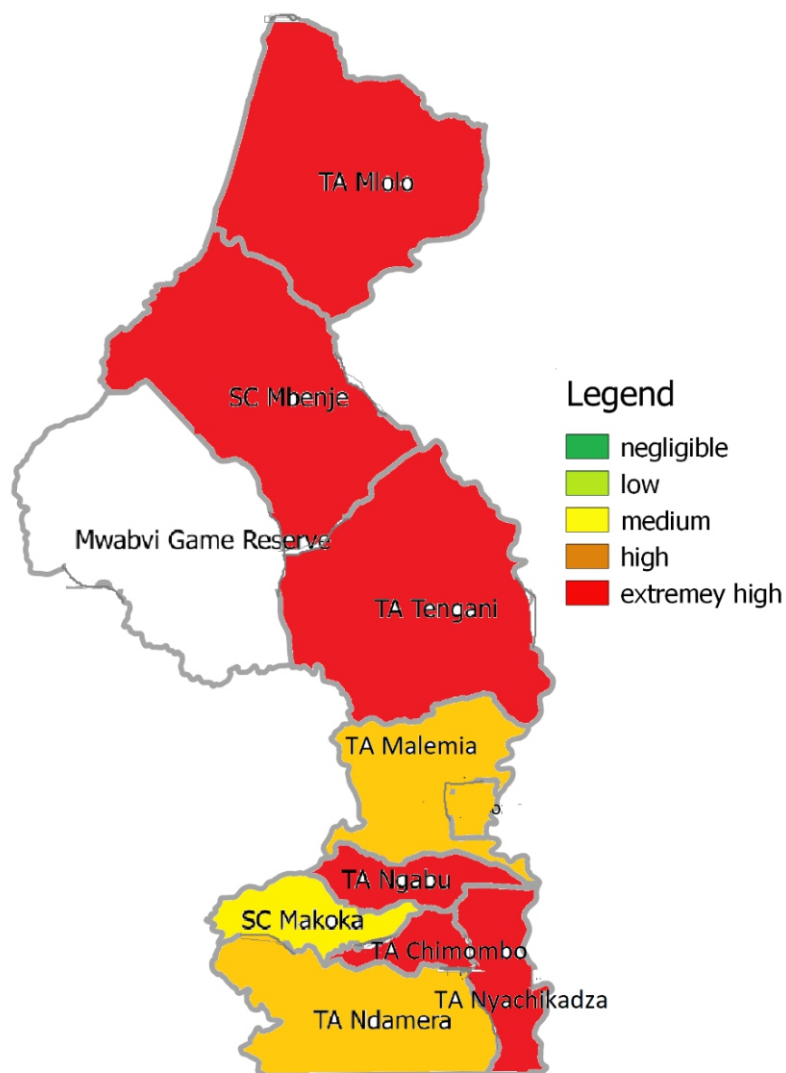 TA Mlolo
SC Mbenje
Legend
negligible
low
medium
high
extremey high
Mwabvi Game Reserve
TA Tengani
TA Malemia
TA Ngabu
SC Makoka
TA Chimombo
TA Nyachikadza
TA Ndamera